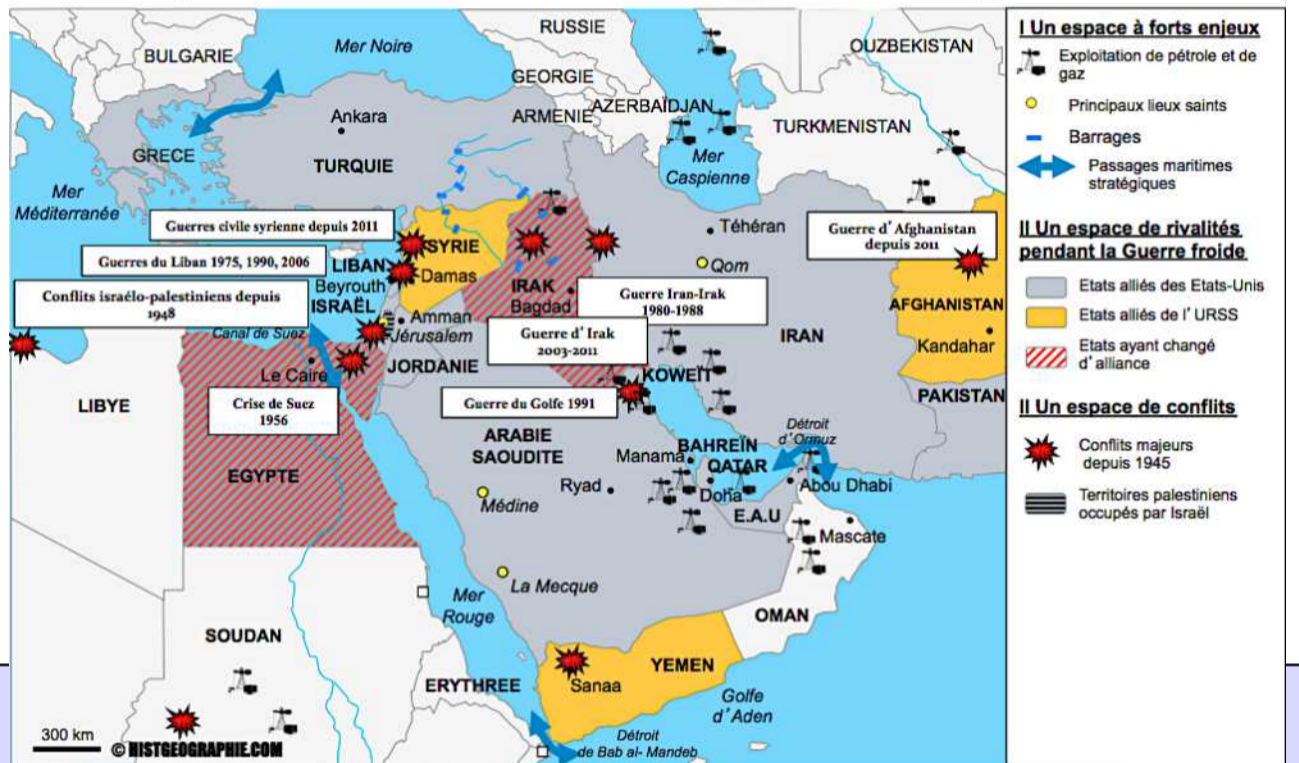 Mer Noire
RUSSIE
BULGARIE
OUZBEKISTAN
GEORGIE
ARMENIE
AZERBAÏDJAN
TURKMENISTAN
Ankara
GRECE
TURQUIE
Mer
Caspienne
Mer
Méditerranée
Guerres civile syrienne depuis 2011
SYRIE
Téhéran
Guerre d'Afghanistan
depuis 2011
Guerres du Liban 1975, 1990, 2006
LIBAN
Damas
Qom
Beyrouth
IRAK
Bagdad
Guerre Iran-Irak
1980-1988
AFGHANISTAN
Conflits israélo-palestiniens depuis
1948
ISRAËL
Amman
IRAN
Canal de Suez
Jérusalem
Guerre d' Irak
2003-2011
Kandahar
Le Caire
JORDANIE
KOWEÏT
PAKISTAN
LIBYE
Crise de Suez
1956
Guerre du Golfe 1991
ARABIE
SAOUDITE
BAHREÏN
Détroit
d'Ormuz
Manama
QATAR
EGYPTE
Ryad
Doha
Abou Dhabi
Médine
E.A.U
Mascate
La Mecque
Mer
Rouge
OMAN
SOUDAN
YEMEN
ERYTHREE
Sanaa
Golfe
d'Aden
Détroit
de Bab al- Mandeb
300 km
© HISTGEOGRAPHIE.COM
I Un espace à forts enjeux
Exploitation de pétrole et de
gaz
Principaux lieux saints
Barrages
Passages maritimes
stratégiques
II Un espace de rivalités
pendant la Guerre froide
Etats alliés des Etats-Unis
Etats alliés de l' URSS
Etats ayant changé
d' alliance
II Un espace de conflits
Conflits majeurs
depuis 1945
Territoires palestiniens
occupés par Israël